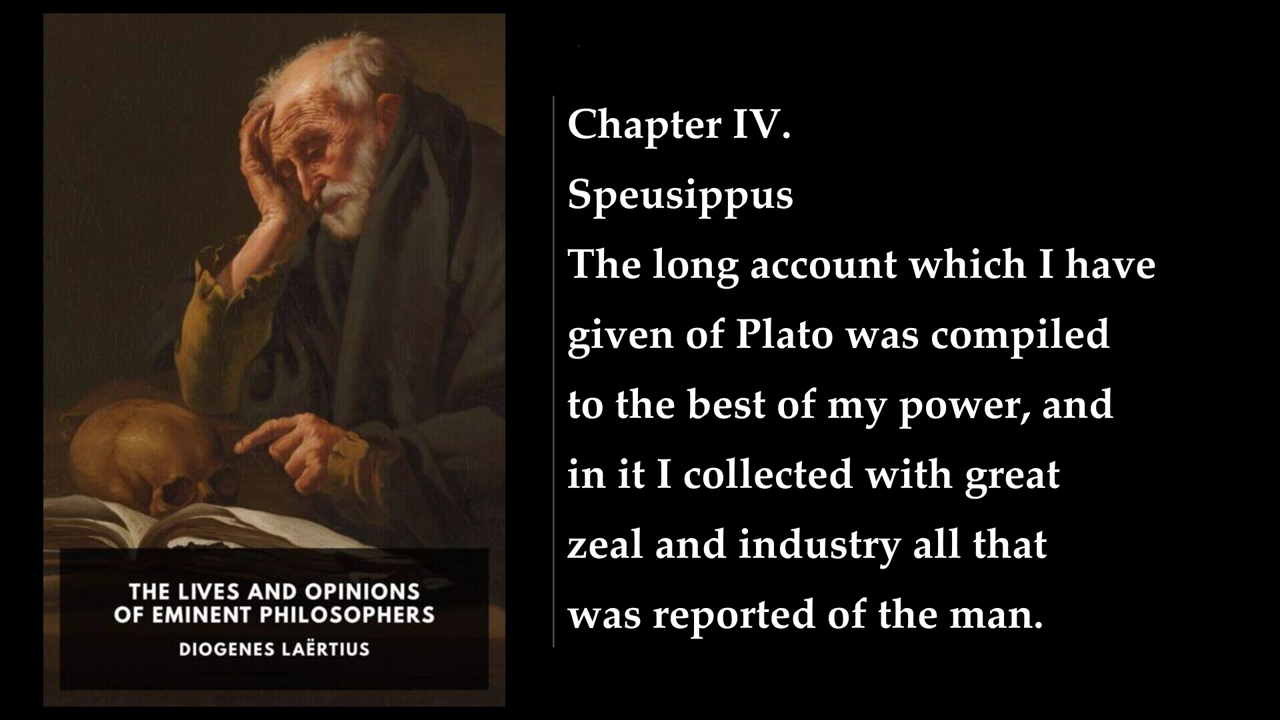 THE LIVES AND OPINIONS
OF EMINENT PHILOSOPHERS
DIOGENES LAËRTIUS
Chapter IV.
Speusippus
The long account which I have
given of Plato was compiled
to the best of my power, and
in it I collected with great
zeal and industry all that
was reported of the man.